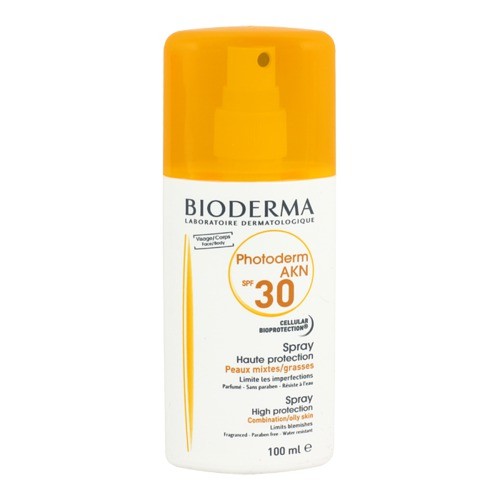 BIODERMA
LABORATOIRE DERMATOLOGIQUE
Visage/Corps
Face/Body
Photoderm
AKN
SPF 30
CELLULAR
BIOPROTECTION®
Spray
Haute protection
Peaux mixtes/grasses
Limite les imperfections
Parfumé - Sans paraben - Résiste à l'eau
Spray
High protection
Combination/oily skin
Limits blemishes
Fragranced - Paraben free - Water resistant
100 ml e